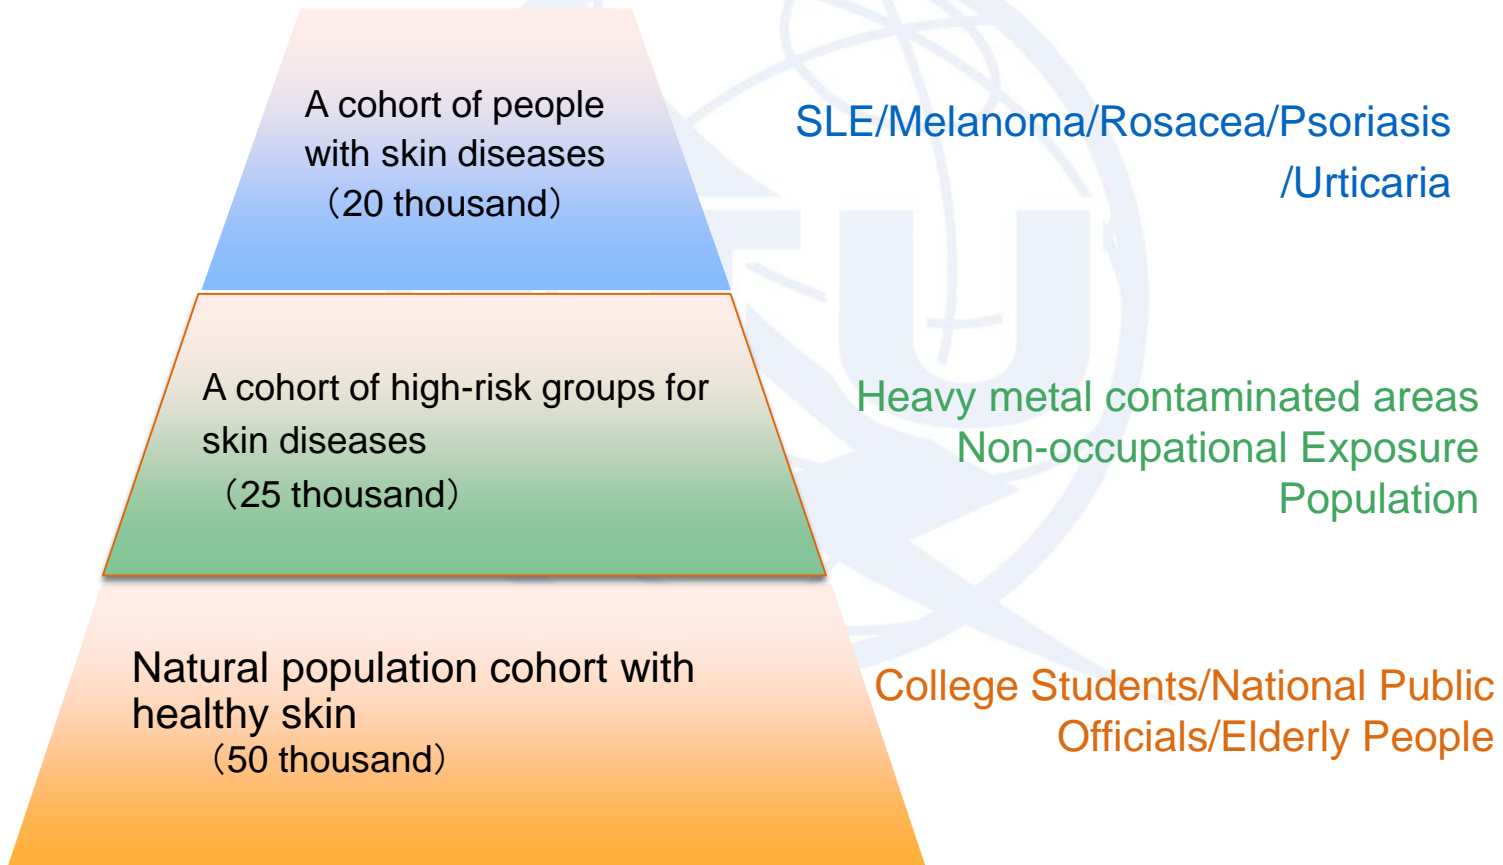 A cohort of people
with skin diseases
（20 thousand）
SLE/Melanoma/Rosacea/Psoriasis
/Urticaria
A cohort of high-risk groups for
skin diseases
（25 thousand）
Heavy metal contaminated areas
Non-occupational Exposure
Population
Natural population cohort with
healthy skin
（50 thousand）
College Students/National Public
Officials/Elderly People